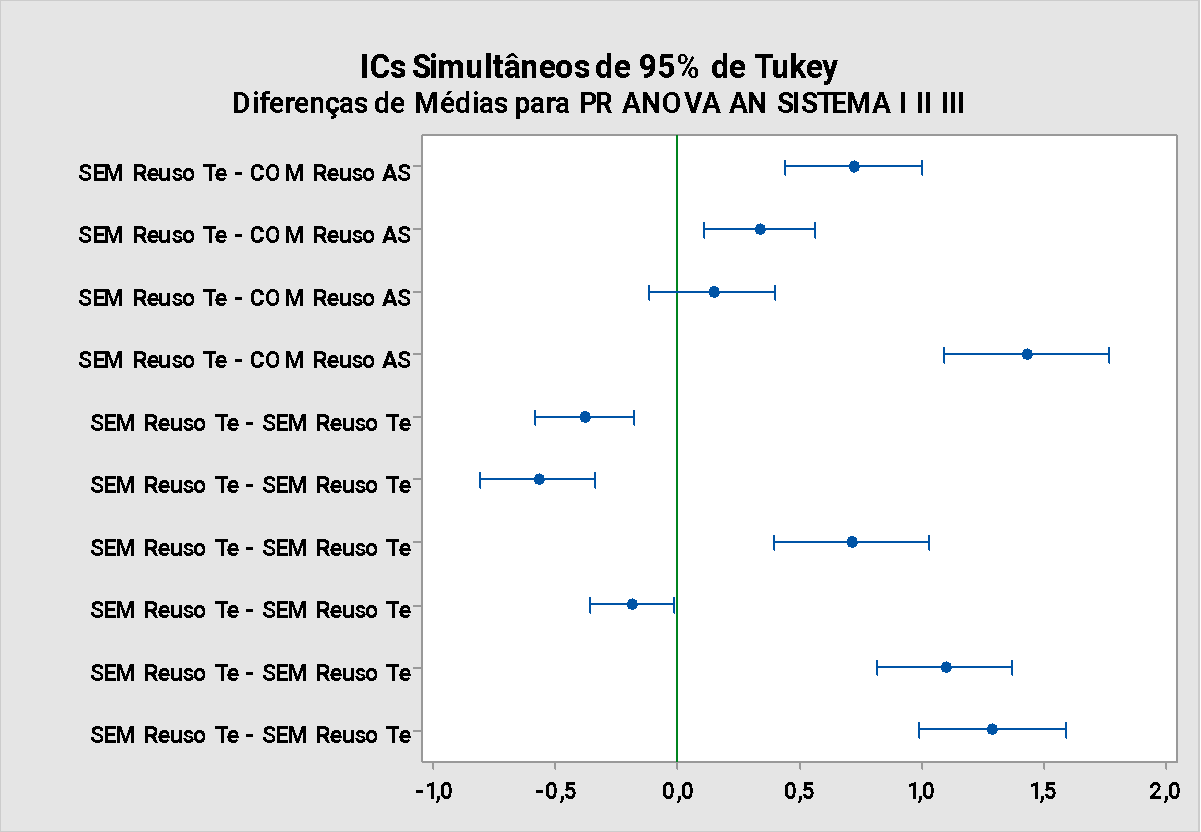 ICs Simultâneos de 95% de Tukey
Diferenças de Médias para PR ANOVA AN SISTEMA I II III
SEM Reuso Te - COM Reuso AS
SEM Reuso Te - COM Reuso AS
SEM Reuso Te - COM Reuso AS
SEM Reuso Te - COM Reuso AS
SEM Reuso Te - SEM Reuso Te
SEM Reuso Te - SEM Reuso Te
SEM Reuso Te - SEM Reuso Te
SEM Reuso Te - SEM Reuso Te
SEM Reuso Te - SEM Reuso Te
SEM Reuso Te - SEM Reuso Te
-1,0 -0,5 0,0 0,5 1,0 1,5 2,0